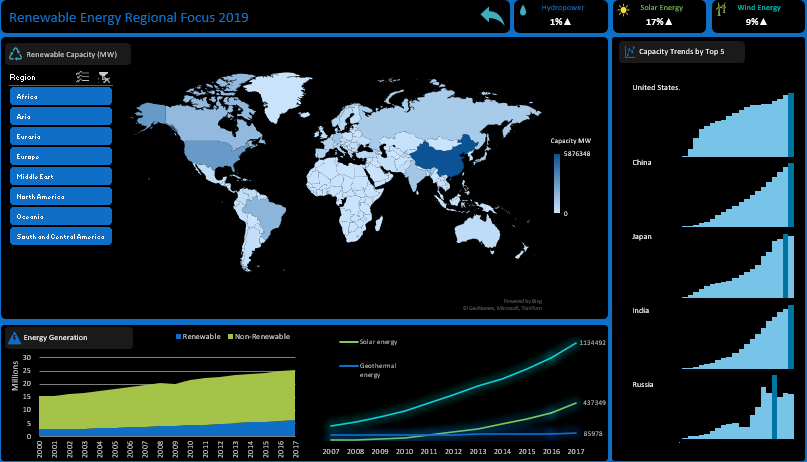 Renewable Energy Regional Focus 2019
Hydropower
1% ▲
Solar Energy
17% ▲
Wind Energy
9% ▲
Renewable Capacity (MW)
Region
Africa
Asia
Eurasia
Europe
Middle East
North America
Oceania
South and Central America
Capacity MW
5876348
0
Powered by Bing
© GeoNames, Microsoft, TomTom
Capacity Trends by Top 5
United States.
China
Japan
India
Russia
Energy Generation
Renewable
Non-Renewable
Millions
30
25
20
15
10
5
0
2000
2001
2002
2003
2004
2005
2006
2007
2008
2009
2010
2011
2012
2013
2014
2015
2016
2017
Solar energy
Geothermal
energy
1134492
437349
85978
2007 2008 2009 2010 2011 2012 2013 2014 2015 2016 2017